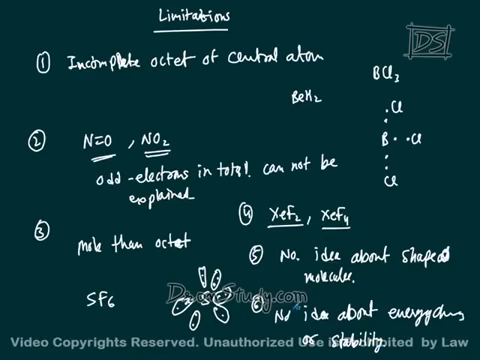 Limitations
DS
① Incomplete octet of central atom
BCl3
BeH2
.Cl
B . . Cl
Cl
② N=O , NO2
odd-electrons in total. can not be
explained
③ more than octet
SF6
④ XeF2, XeF4
⑤ No. idea about shape of
molecules.
⑥ No idea about energy
or stability
Video Copyrights Reserved. Unauthorized Use is Prohibited by Law